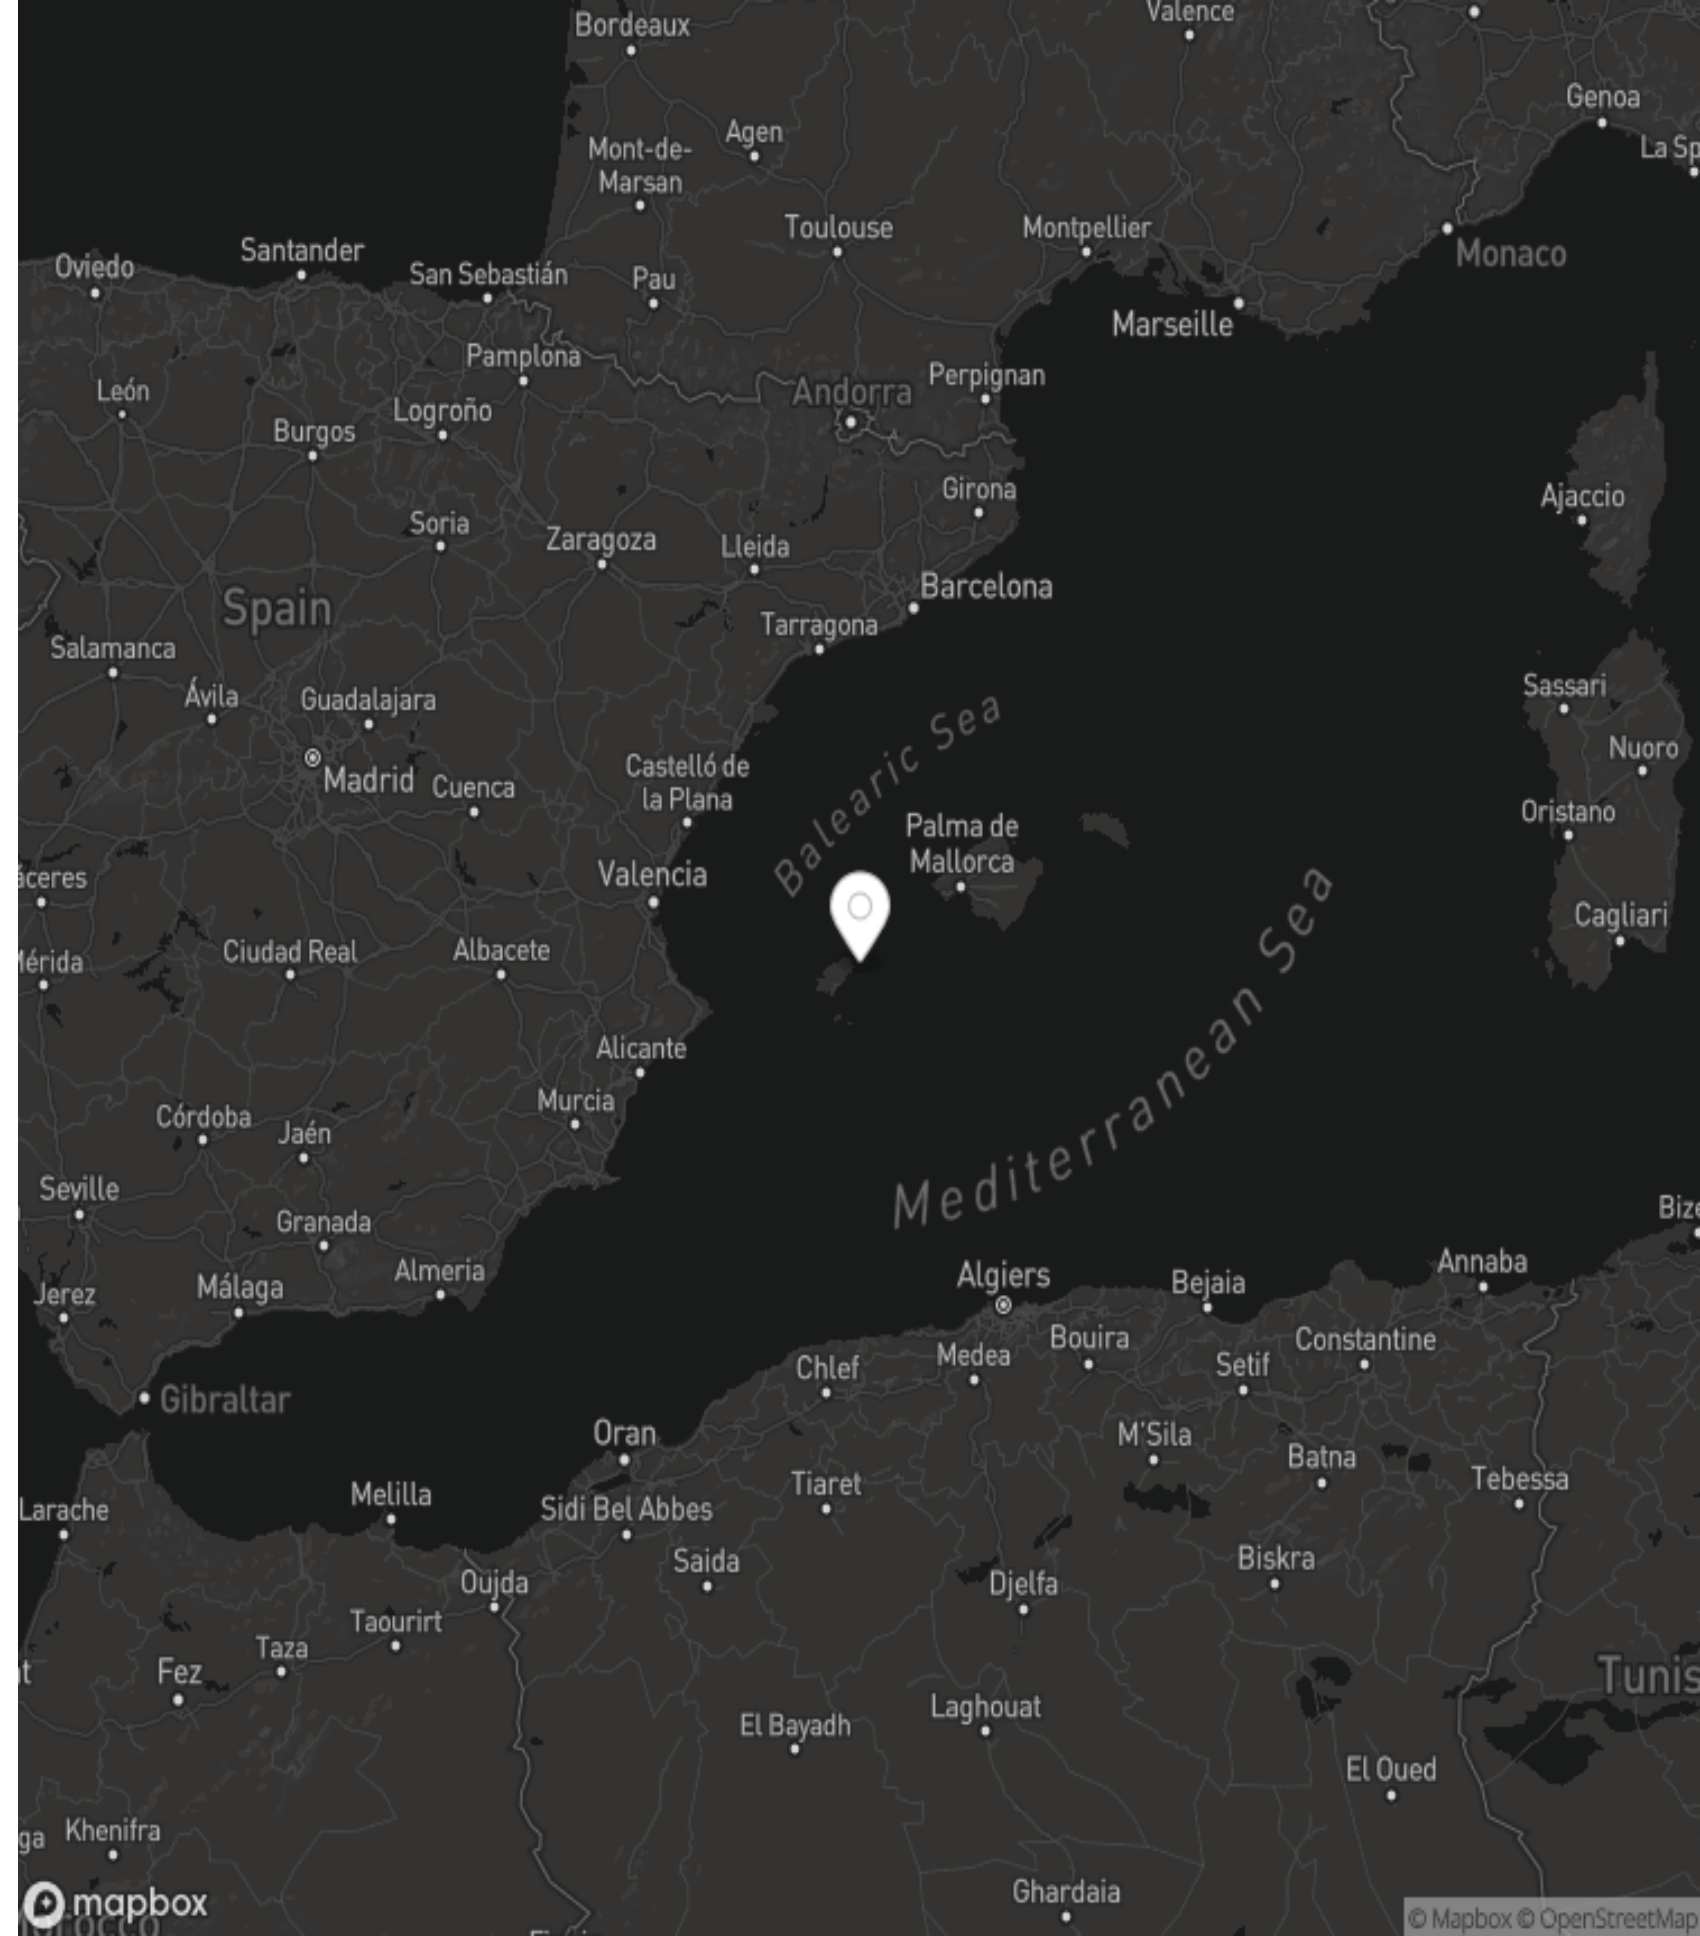 Bordeaux
Valence
Genoa
La Sp
Agen
Mont-de-
Marsan
Toulouse
Montpellier
Monaco
Oviedo
Santander
San Sebastián
Pau
Marseille
Pamplona
Andorra
Perpignan
León
Logroño
Burgos
Girona
Ajaccio
Soria
Zaragoza
Lleida
Barcelona
Spain
Tarragona
Salamanca
Ávila
Guadalajara
Sassari
Balearic Sea
Nuoro
Madrid
Cuenca
Castelló de
la Plana
Oristano
Palma de
Mallorca
áceres
Valencia
Cagliari
Mérida
Ciudad Real
Albacete
Mediterranean Sea
Alicante
Murcia
Córdoba
Jaén
Seville
Granada
Bize
Almeria
Algiers
Bejaia
Annaba
Jerez
Málaga
Bouira
Constantine
Chlef
Medea
Setif
Gibraltar
Oran
M'Sila
Batna
Melilla
Tiaret
Tebessa
Larache
Sidi Bel Abbes
Saida
Biskra
Oujda
Djelfa
Taourirt
Taza
Fez
Tunis
Laghouat
El Bayadh
El Oued
ga
Khenifra
Ghardaia
mapbox
© Mapbox © OpenStreetMap